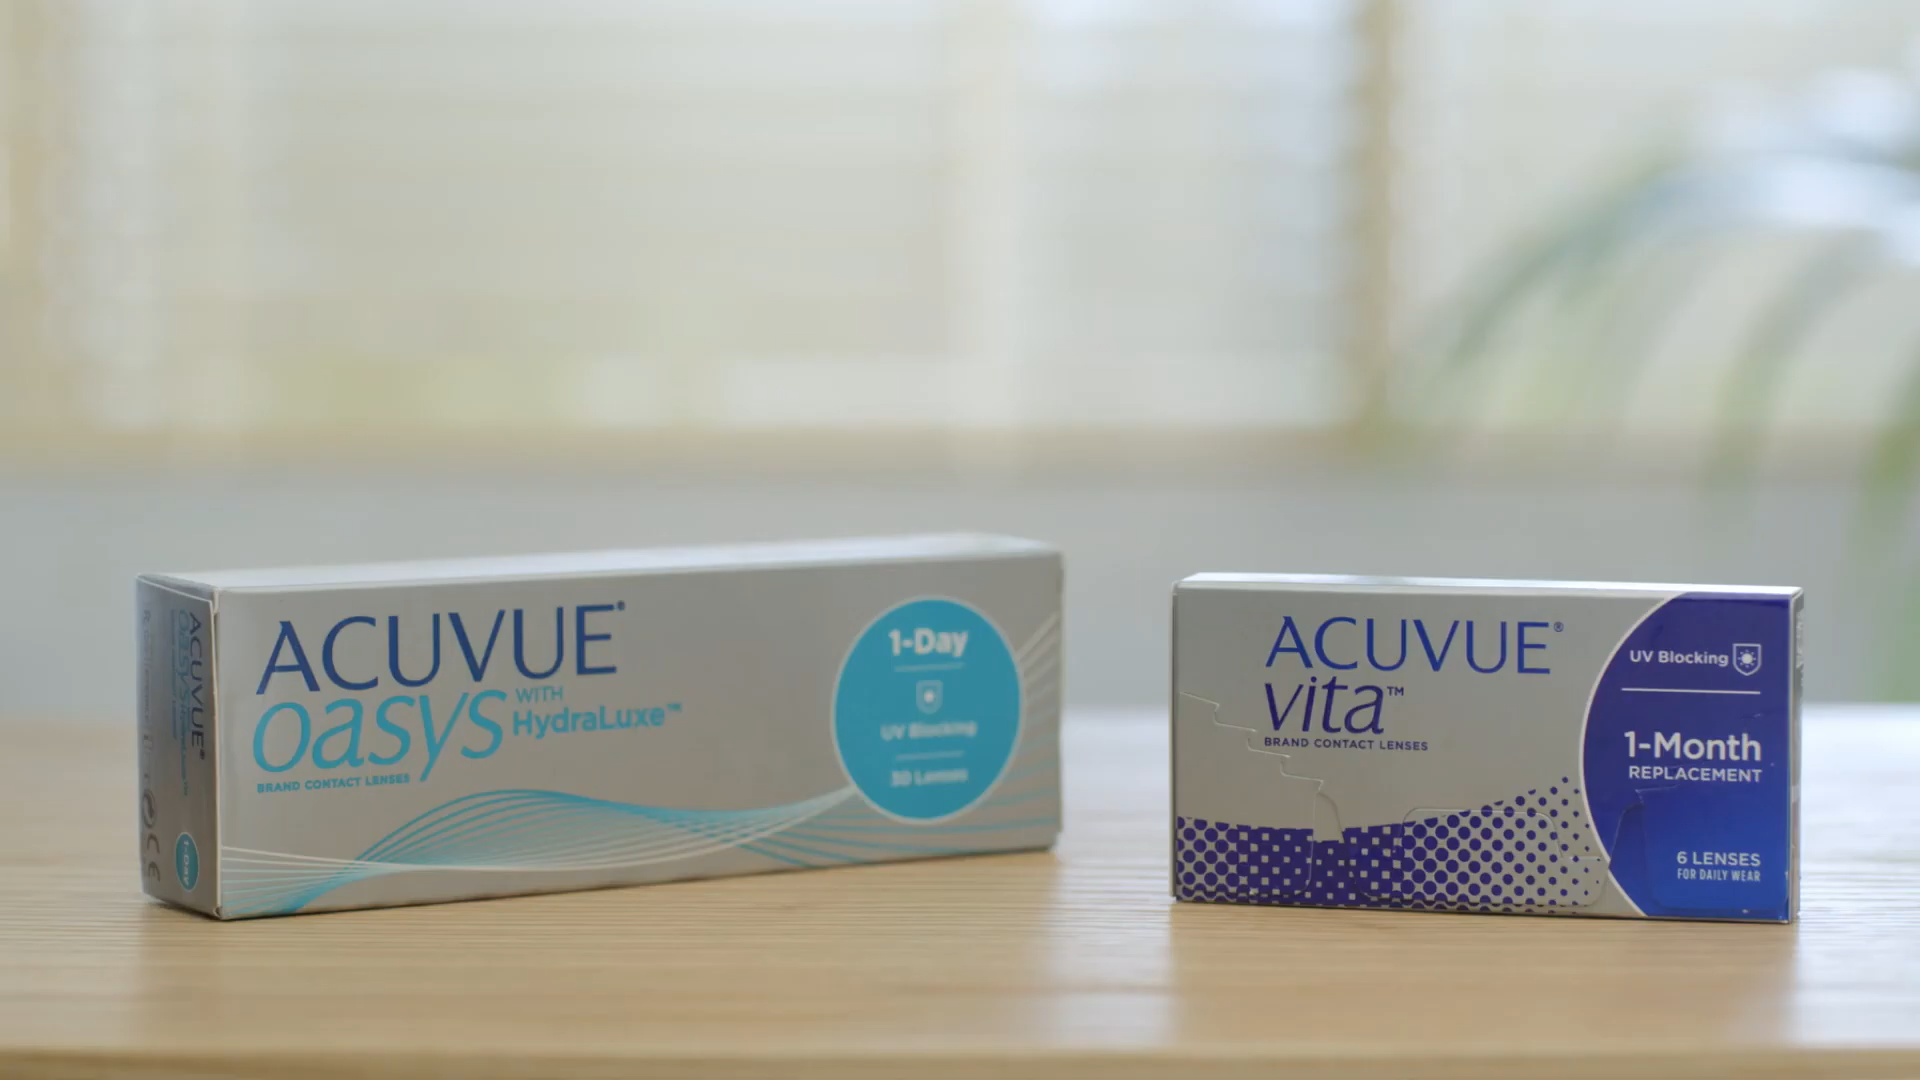 ACUVUE®
oasys WITH
HydraLuxe™
BRAND CONTACT LENSES
1-Day
UV Blocking
30 Lenses
ACUVUE®
oasys
1-Day
ACUVUE®
vita™
BRAND CONTACT LENSES
UV Blocking
1-Month
REPLACEMENT
6 LENSES
FOR DAILY WEAR